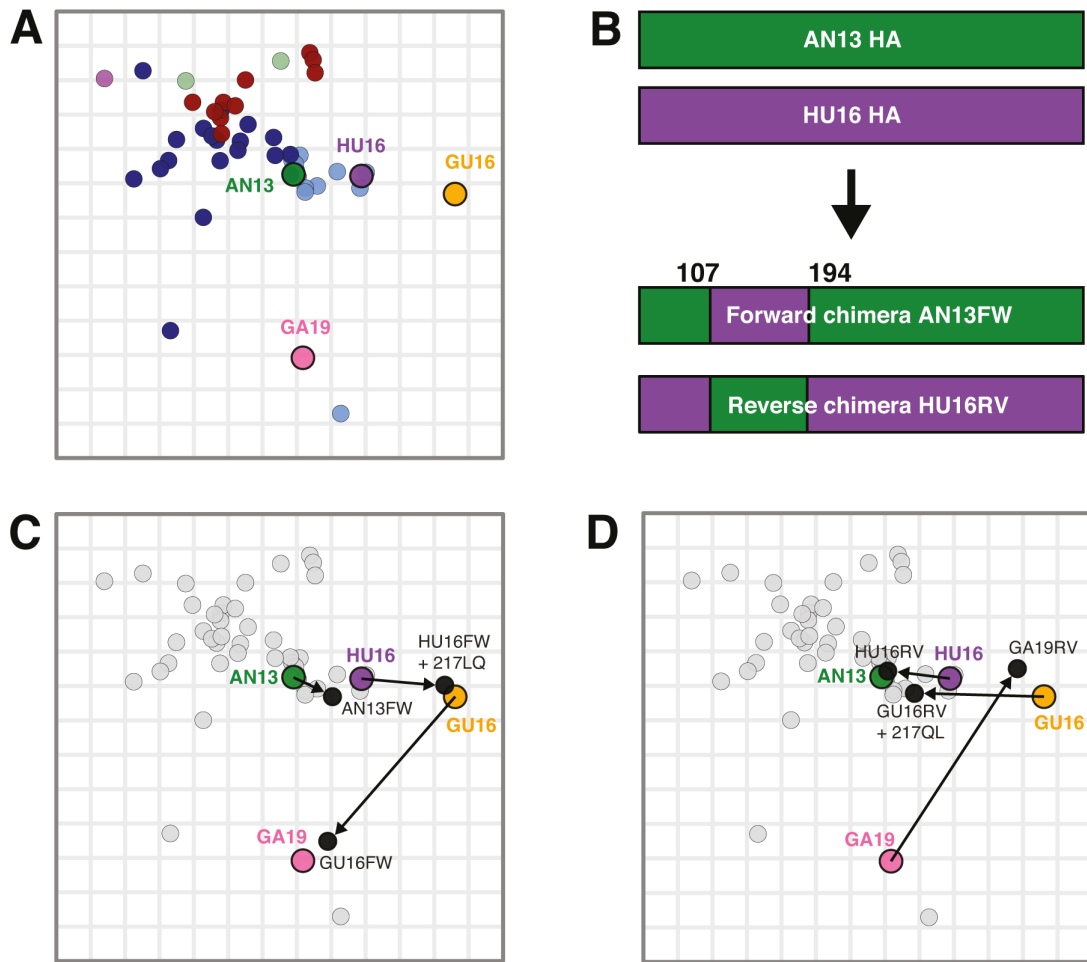 A
HU16
GU16
AN13
GA19
B
AN13 HA
HU16 HA
107
194
Forward chimera AN13FW
Reverse chimera HU16RV
C
HU16FW
+ 217LQ
HU16
AN13
AN13FW
GU16
GA19
GU16FW
D
HU16RV
HU16
GA19RV
AN13
GU16RV
+ 217QL
GU16
GA19